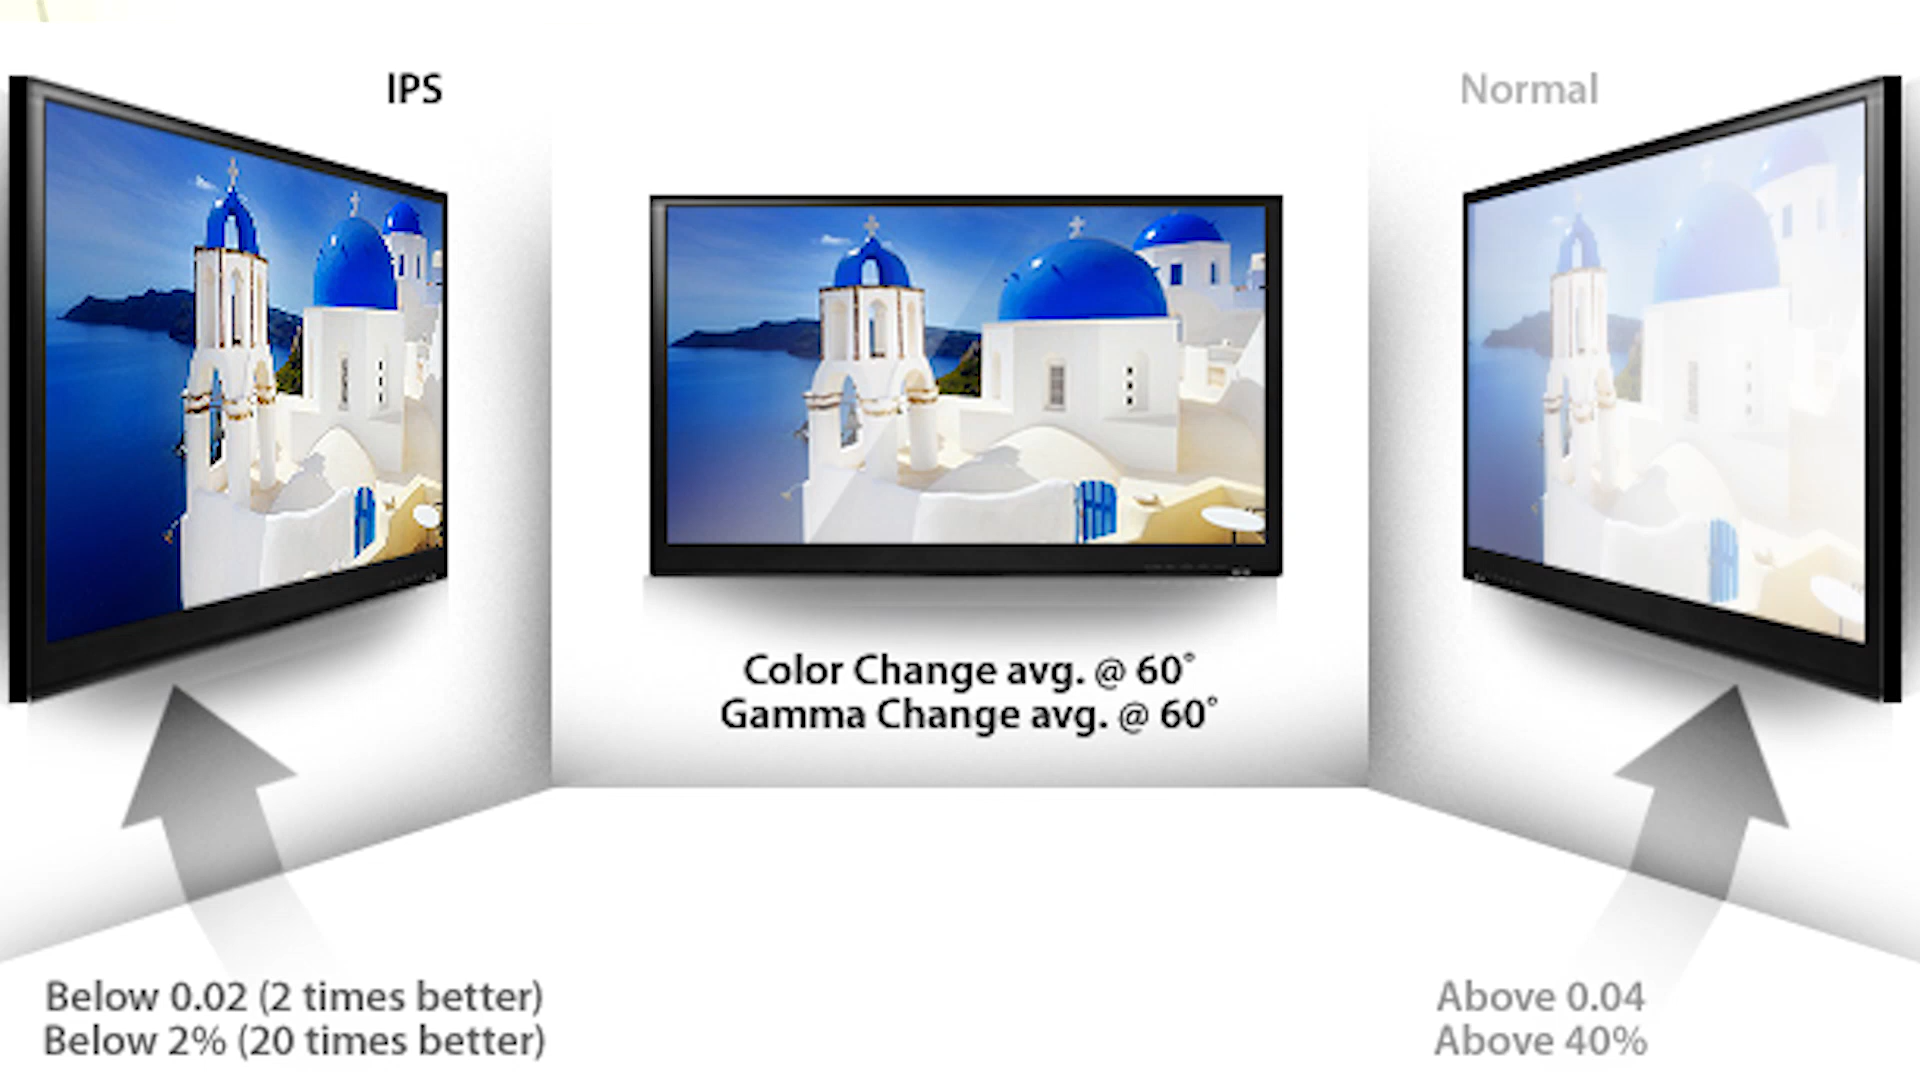 IPS
Normal
Color Change avg. @ 60°
Gamma Change avg. @ 60°
Below 0.02 (2 times better)
Below 2% (20 times better)
Above 0.04
Above 40%